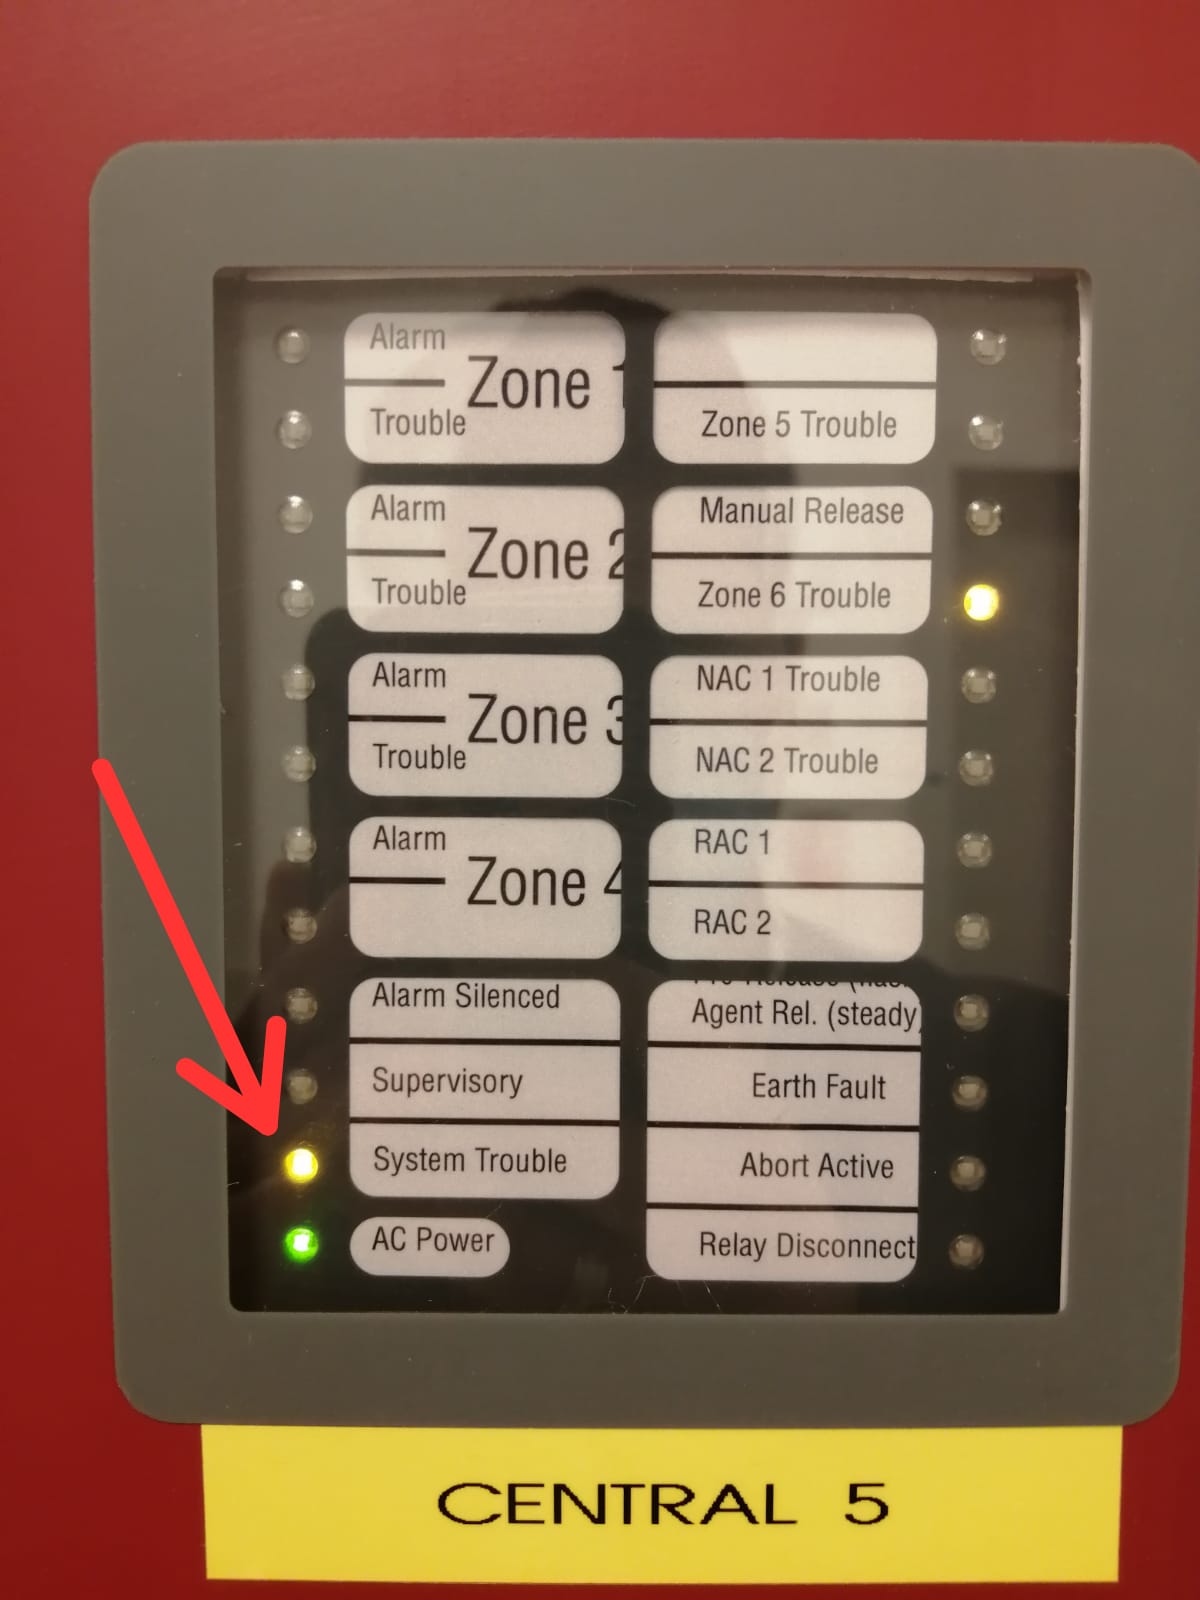 Alarm
Zone 1
Trouble
Alarm
Zone 2
Trouble
Alarm
Zone 3
Trouble
Alarm
Zone 4
Alarm Silenced
Supervisory
System Trouble
AC Power
Zone 5 Trouble
Manual Release
Zone 6 Trouble
NAC 1 Trouble
NAC 2 Trouble
RAC 1
RAC 2
Agent Rel. (steady)
Earth Fault
Abort Active
Relay Disconnect
CENTRAL 5